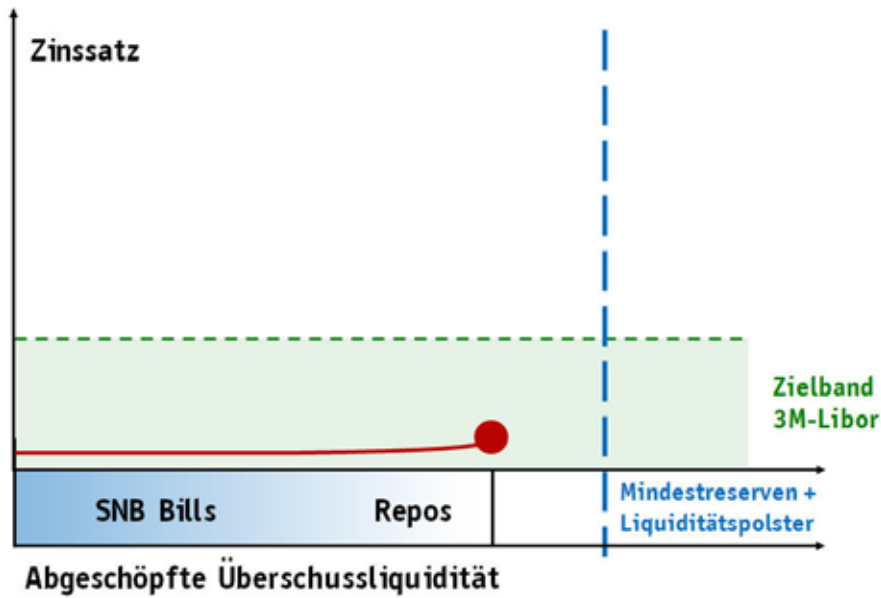 Zinssatz
Zielband
3M-Libor
SNB Bills
Repos
Mindestreserven +
Liquiditätspolster
Abgeschöpfte Überschussliquidität